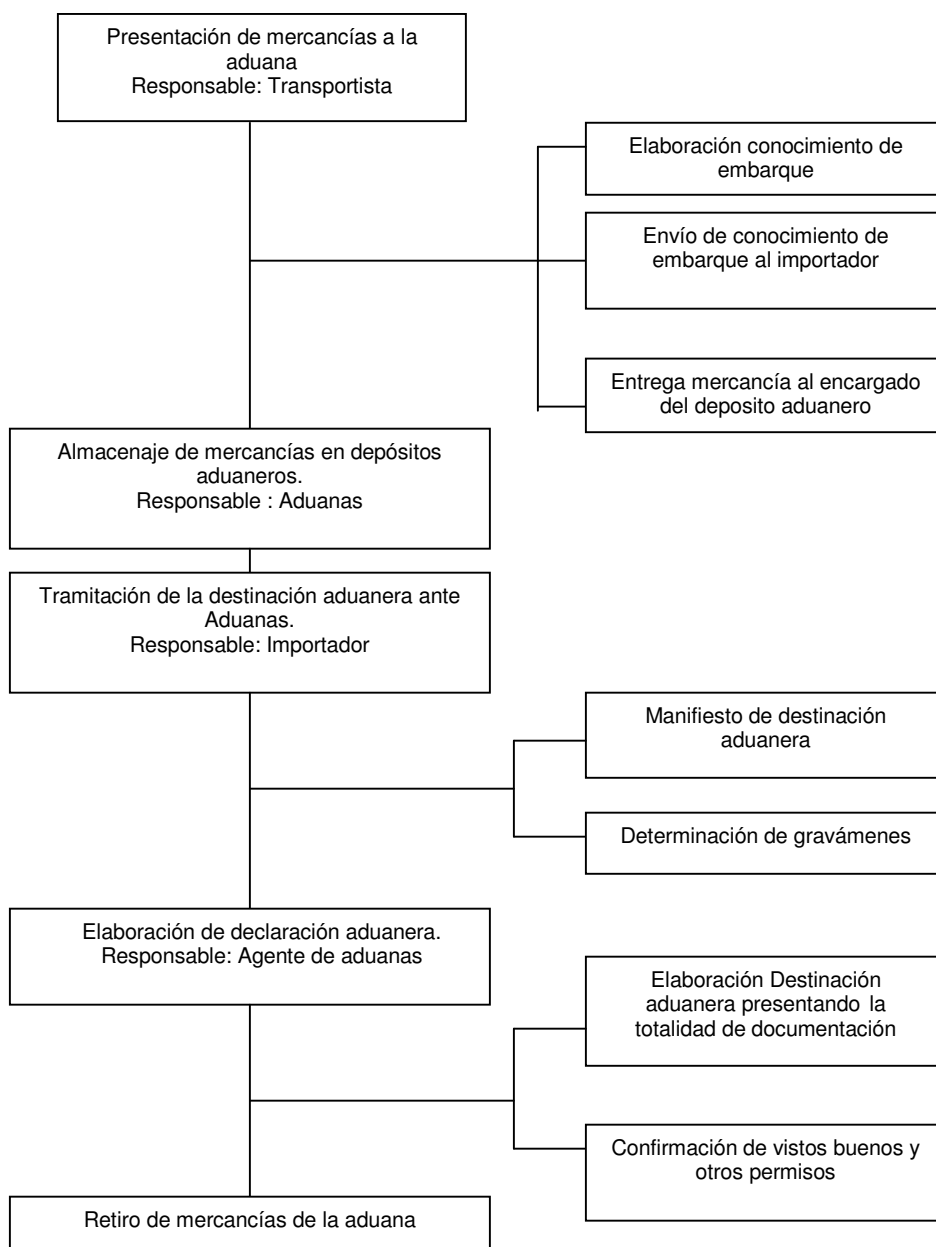 Presentación de mercancías a la
aduana
Responsable: Transportista
Elaboración conocimiento de
embarque
Envío de conocimiento de
embarque al importador
Entrega mercancía al encargado
del deposito aduanero
Almacenaje de mercancías en depósitos
aduaneros.
Responsable : Aduanas
Tramitación de la destinación aduanera ante
Aduanas.
Responsable: Importador
Manifiesto de destinación
aduanera
Determinación de gravámenes
Elaboración de declaración aduanera.
Responsable: Agente de aduanas
Elaboración Destinación
aduanera presentando la
totalidad de documentación
Confirmación de vistos buenos y
otros permisos
Retiro de mercancías de la aduana